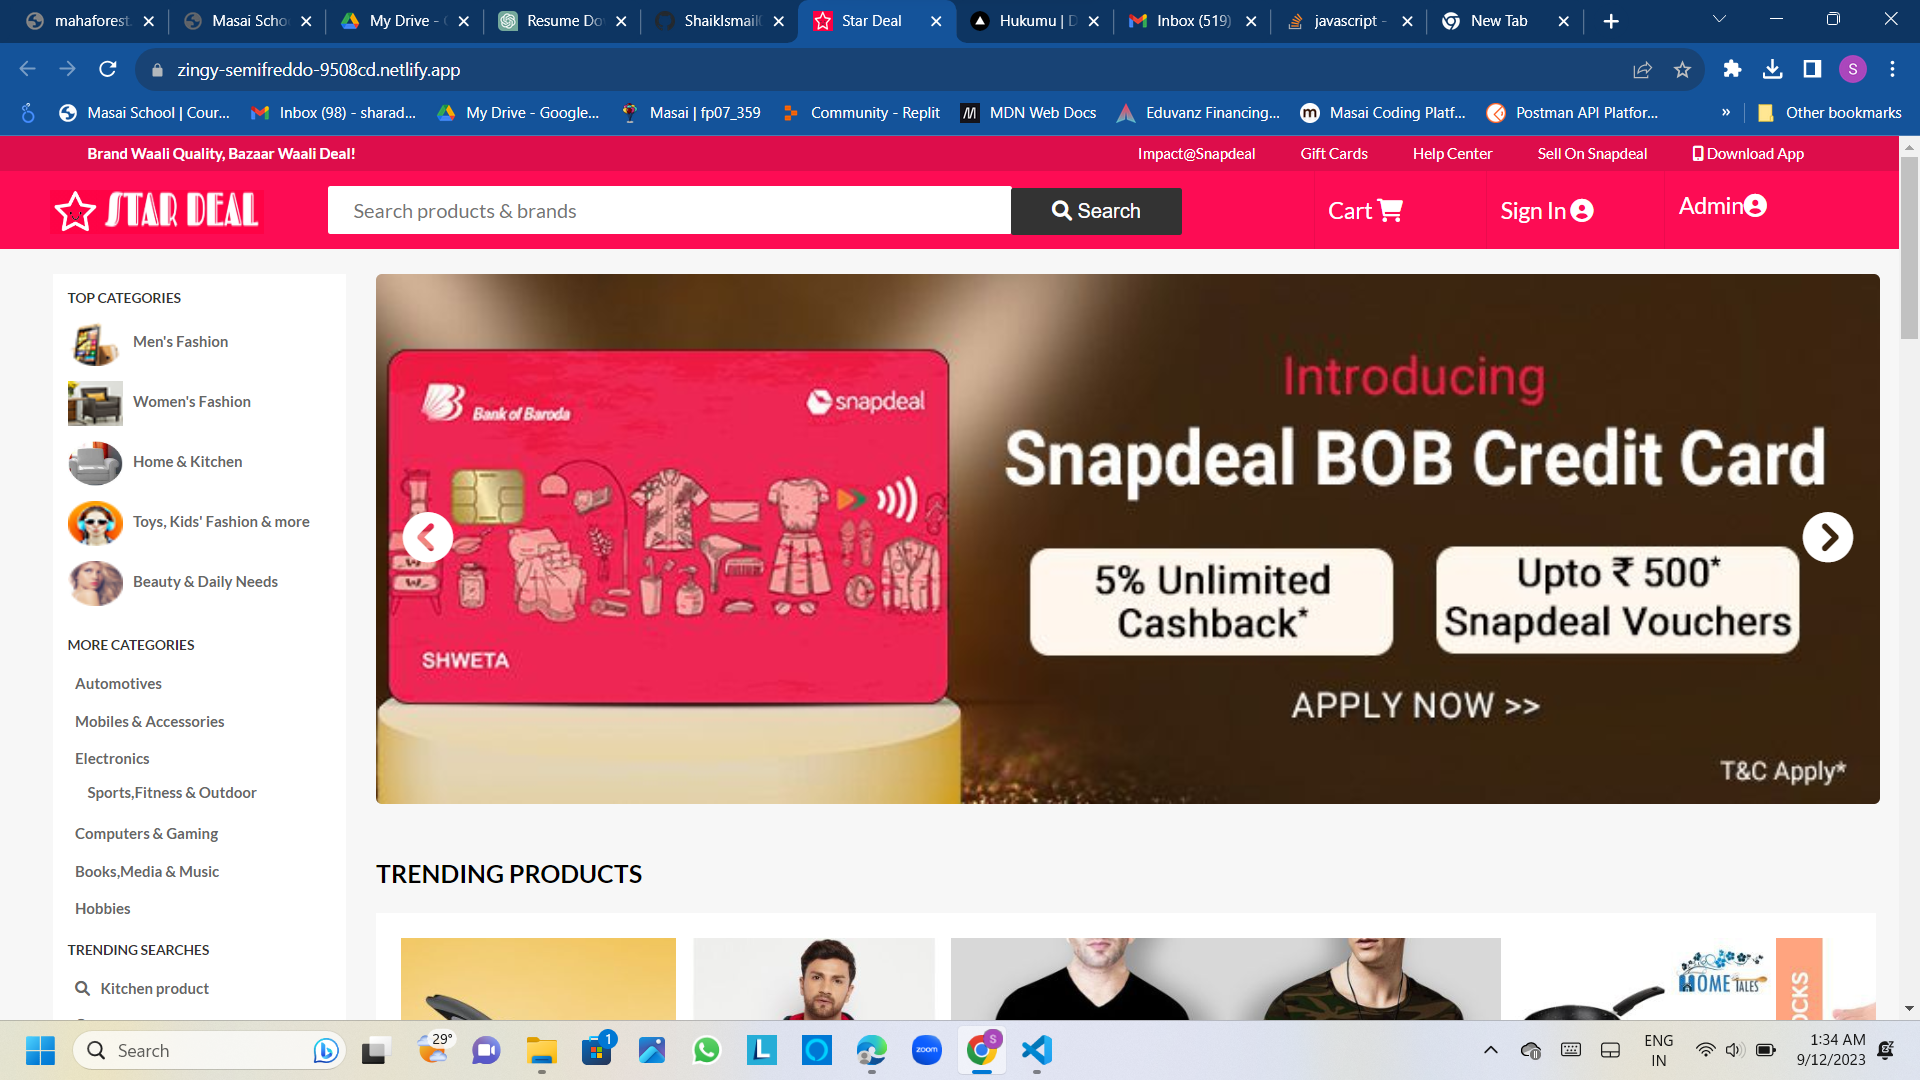 mahaforest.
Masai Scho
My Drive - 
Resume Do
ShaikIsmail
Star Deal
Hukumu | D
Inbox (519)
javascript -
New Tab
zingy-semifreddo-9508cd.netlify.app
S
Masai School | Cour...
Inbox (98) - sharad...
My Drive - Google...
Masai | fp07_359
Community - Replit
MDN Web Docs
Eduvanz Financing...
Masai Coding Platf...
Postman API Platfor...
»
Other bookmarks
Brand Waali Quality, Bazaar Waali Deal!
Impact@Snapdeal
Gift Cards
Help Center
Sell On Snapdeal
Download App
STAR DEAL
Search products & brands
Search
Cart
Sign In
Admin
TOP CATEGORIES
Men's Fashion
Women's Fashion
Home & Kitchen
Toys, Kids' Fashion & more
Beauty & Daily Needs
MORE CATEGORIES
Automotives
Mobiles & Accessories
Electronics
Sports,Fitness & Outdoor
Computers & Gaming
Books,Media & Music
Hobbies
TRENDING SEARCHES
Kitchen product
Bank of Baroda
snapdeal
SHWETA
Introducing
Snapdeal BOB Credit Card
5% Unlimited
Cashback*
Upto ₹ 500*
Snapdeal Vouchers
APPLY NOW >>
T&C Apply*
TRENDING PRODUCTS
HOME TALES
OCKS
Search
29°
1
L
zoom
S
ENG
IN
1:34 AM
9/12/2023